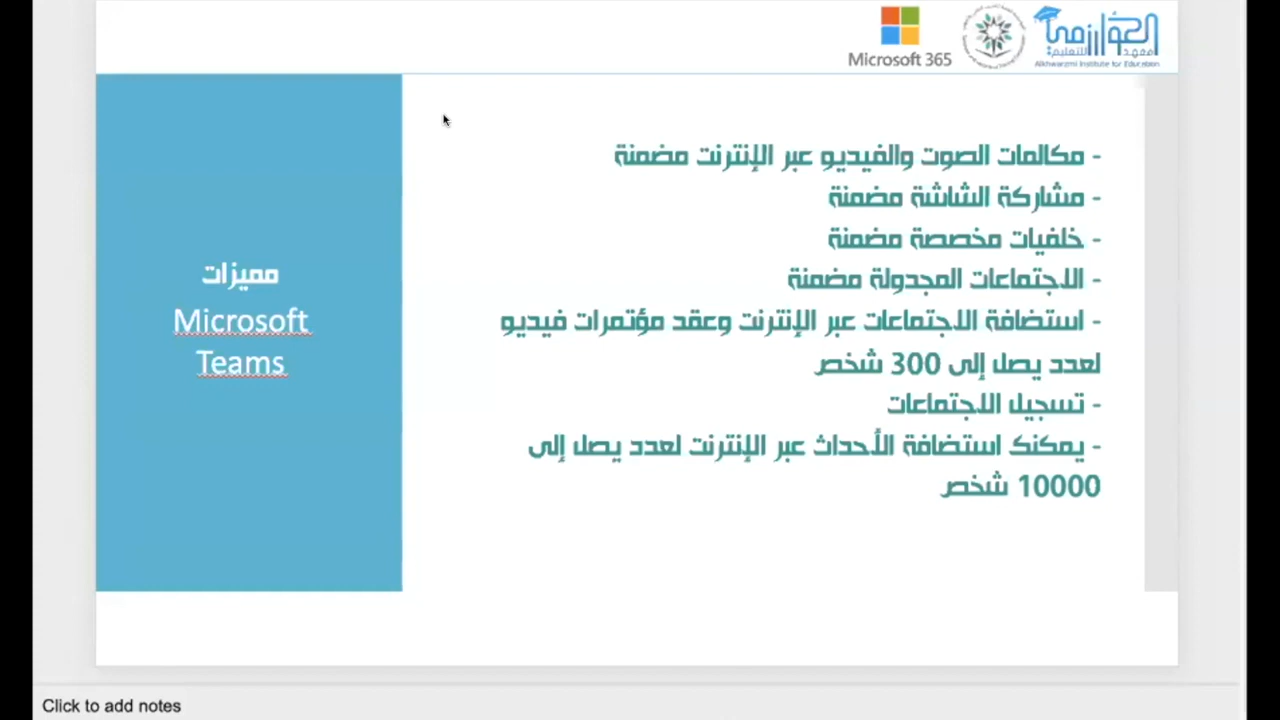 Microsoft 365
الخوارزمي
معهد للتعليم
Alkhwarizmi Institute for Education
- مكالمات الصوت والفيديو عبر الإنترنت مضمنة
- مشاركة الشاشة مضمنة
- خلفيات مخصصة مضمنة
- الاجتماعات المجدولة مضمنة
- استضافة الاجتماعات عبر الإنترنت وعقد مؤتمرات فيديو
لعدد يصل إلى 300 شخص
- تسجيل الاجتماعات
- يمكنك استضافة الأحداث عبر الإنترنت لعدد يصل إلى
10000 شخص
مميزات
Microsoft
Teams
Click to add notes